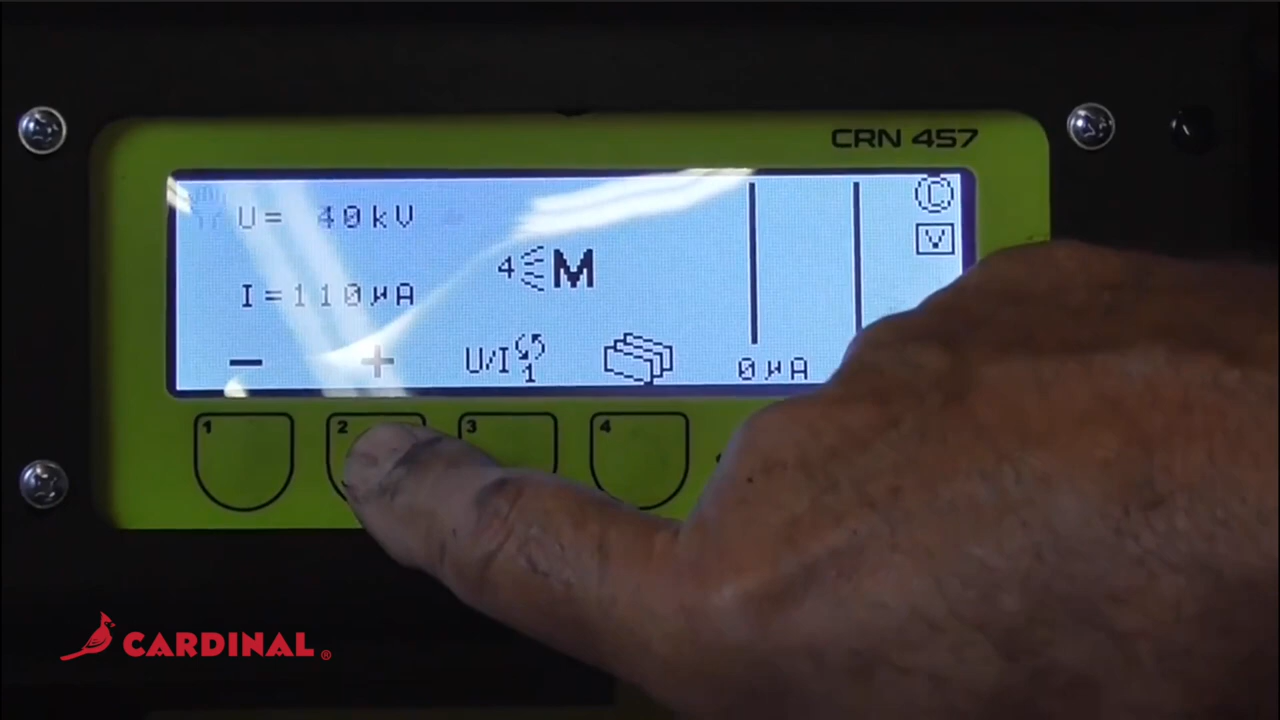 CRN 457
U= 40kV
4 M
I=110µA
C
V
− +
U/I 1
0µA
1 2 3 4
CARDINAL®